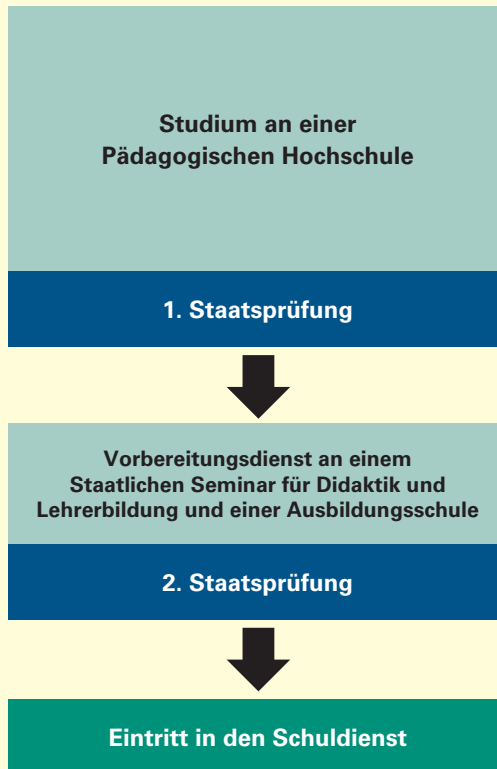 Studium an einer
Pädagogischen Hochschule
1. Staatsprüfung
Vorbereitungsdienst an einem
Staatlichen Seminar für Didaktik und
Lehrerbildung und einer Ausbildungsschule
2. Staatsprüfung
Eintritt in den Schuldienst